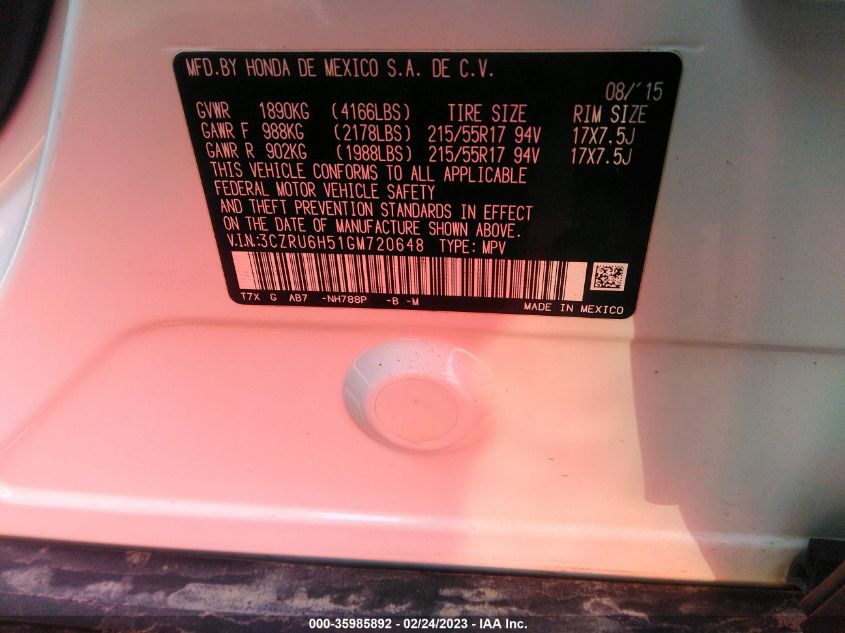 MFD.BY HONDA DE MEXICO S.A. DE C.V.
08/'15
GVWR 1890KG (4166LBS) TIRE SIZE RIM SIZE
GAWR F 988KG (2178LBS) 215/55R17 94V 17X7.5J
GAWR R 902KG (1988LBS) 215/55R17 94V 17X7.5J
THIS VEHICLE CONFORMS TO ALL APPLICABLE
FEDERAL MOTOR VEHICLE SAFETY
AND THEFT PREVENTION STANDARDS IN EFFECT
ON THE DATE OF MANUFACTURE SHOWN ABOVE.
V.I.N:3CZRU6H51GM720648 TYPE: MPV
T7X G AB7 -NH788P -B -M
MADE IN MEXICO
000-35985892 - 02/24/2023 - IAA Inc.